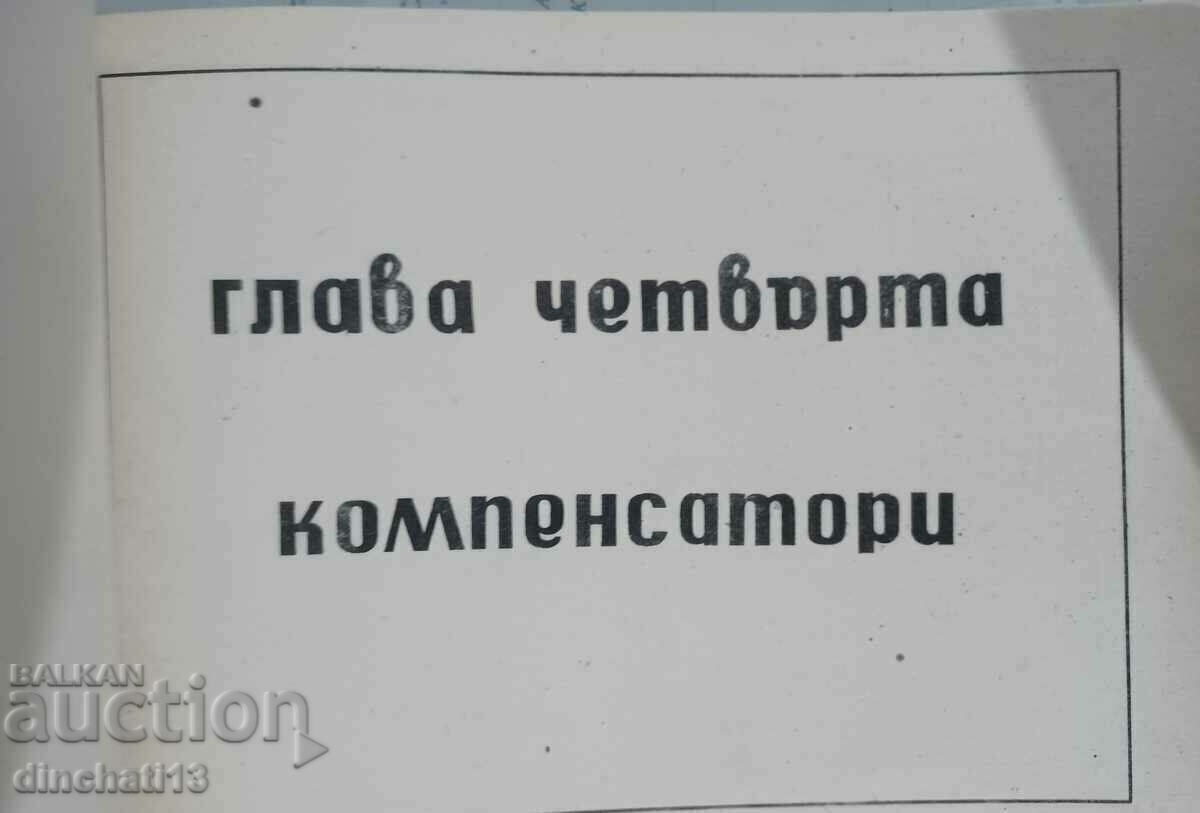 глава четвърта
компенсатори
BALKAN
auction
dinchati13